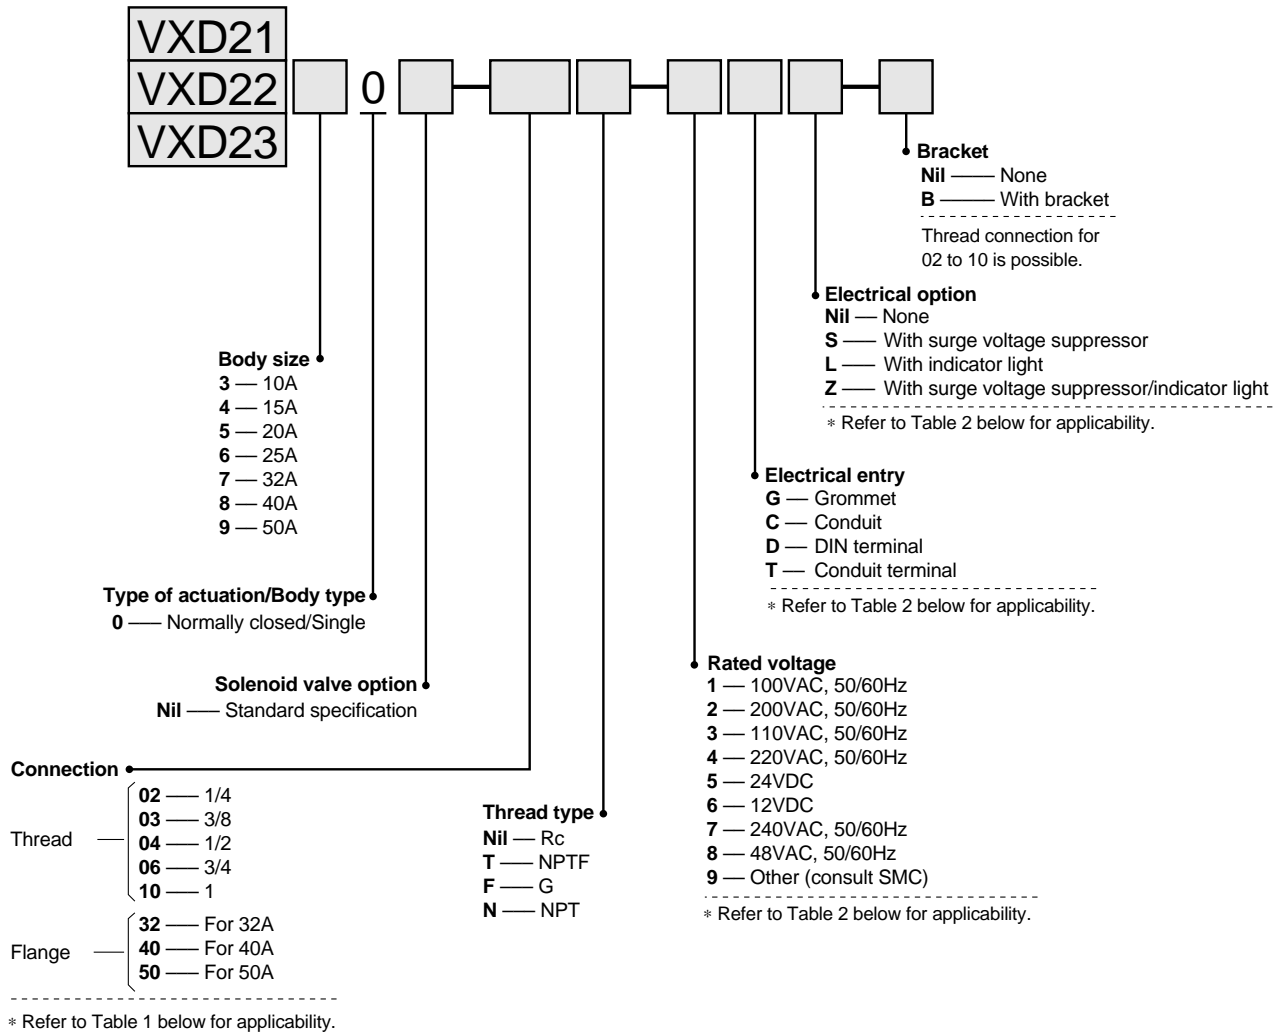 VXD21
VXD22 0
VXD23
Bracket
Nil None
B With bracket
Thread connection for
02 to 10 is possible.
Electrical option
Nil None
S With surge voltage suppressor
L With indicator light
Z With surge voltage suppressor/indicator light
* Refer to Table 2 below for applicability.
Body size
3 10A
4 15A
5 20A
6 25A
7 32A
8 40A
9 50A
Electrical entry
G Grommet
C Conduit
D DIN terminal
T Conduit terminal
* Refer to Table 2 below for applicability.
Type of actuation/Body type
0 Normally closed/Single
Solenoid valve option
Nil Standard specification
Rated voltage
1 100VAC, 50/60Hz
2 200VAC, 50/60Hz
3 110VAC, 50/60Hz
4 220VAC, 50/60Hz
5 24VDC
6 12VDC
7 240VAC, 50/60Hz
8 48VAC, 50/60Hz
9 Other (consult SMC)
* Refer to Table 2 below for applicability.
Connection
Thread
02 1/4
03 3/8
04 1/2
06 3/4
10 1
Flange
32 For 32A
40 For 40A
50 For 50A
* Refer to Table 1 below for applicability.
Thread type
Nil Rc
T NPTF
F G
N NPT